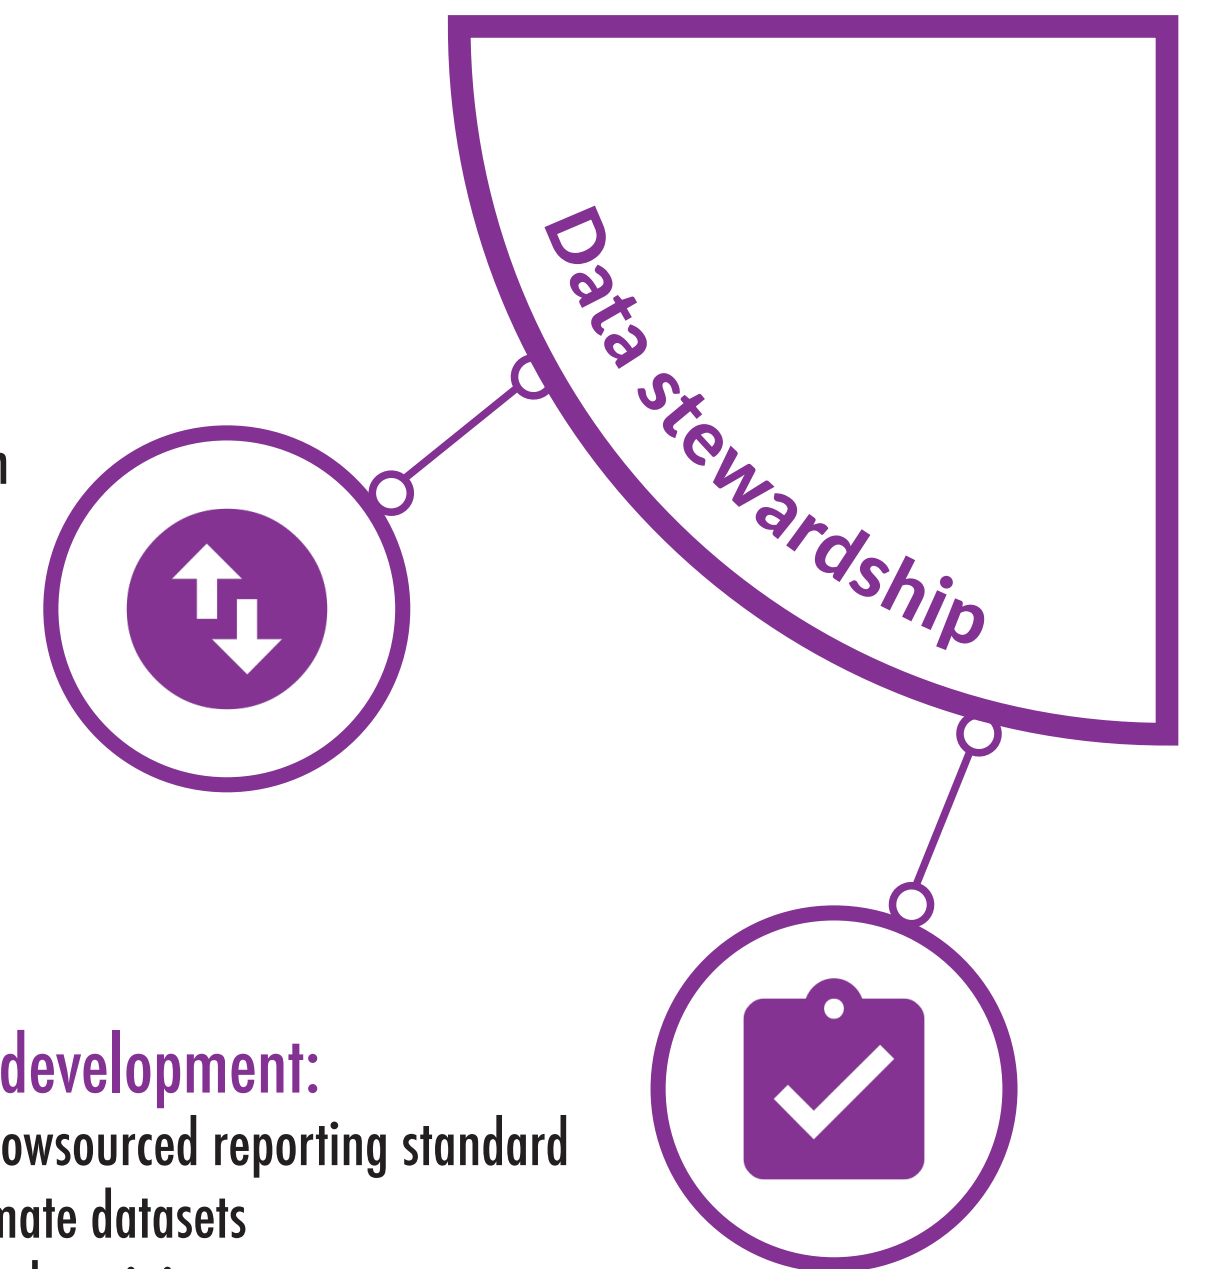 Data stewardship
development:
owsourced reporting standard
mate datasets